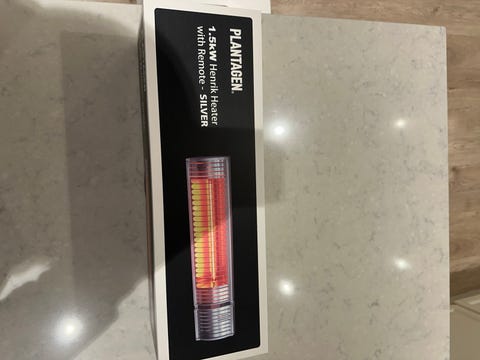 PLANTAGEN®
1.5kW Henrik Heater
with Remote - SILVER